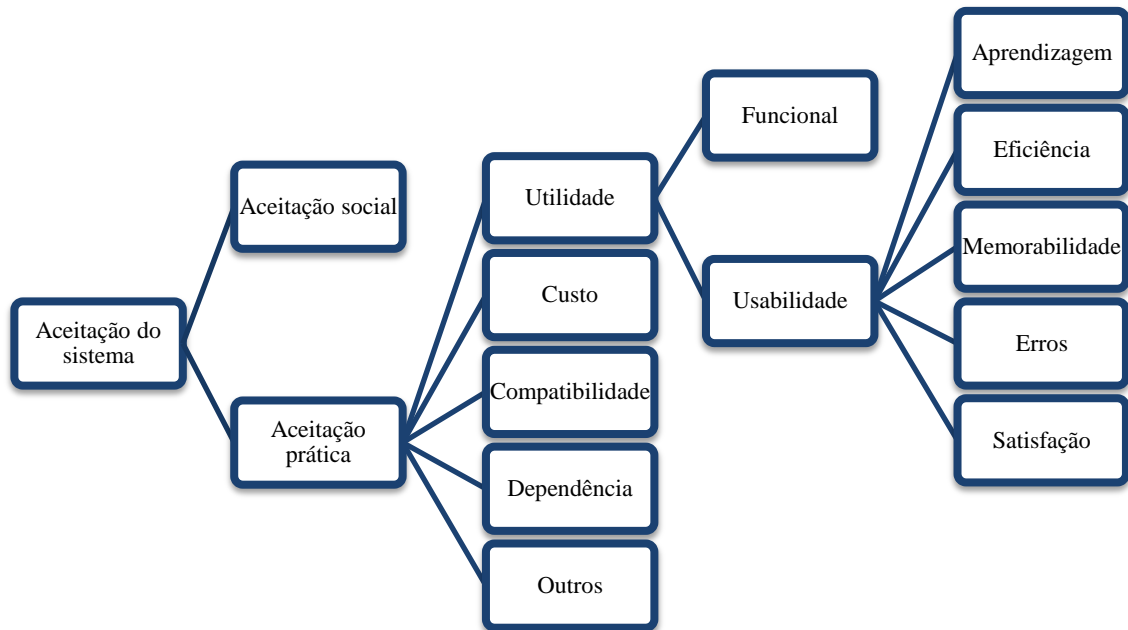 Aceitação do
sistema
Aceitação social
Aceitação
prática
Utilidade
Custo
Compatibilidade
Dependência
Outros
Funcional
Usabilidade
Aprendizagem
Eficiência
Memorabilidade
Erros
Satisfação